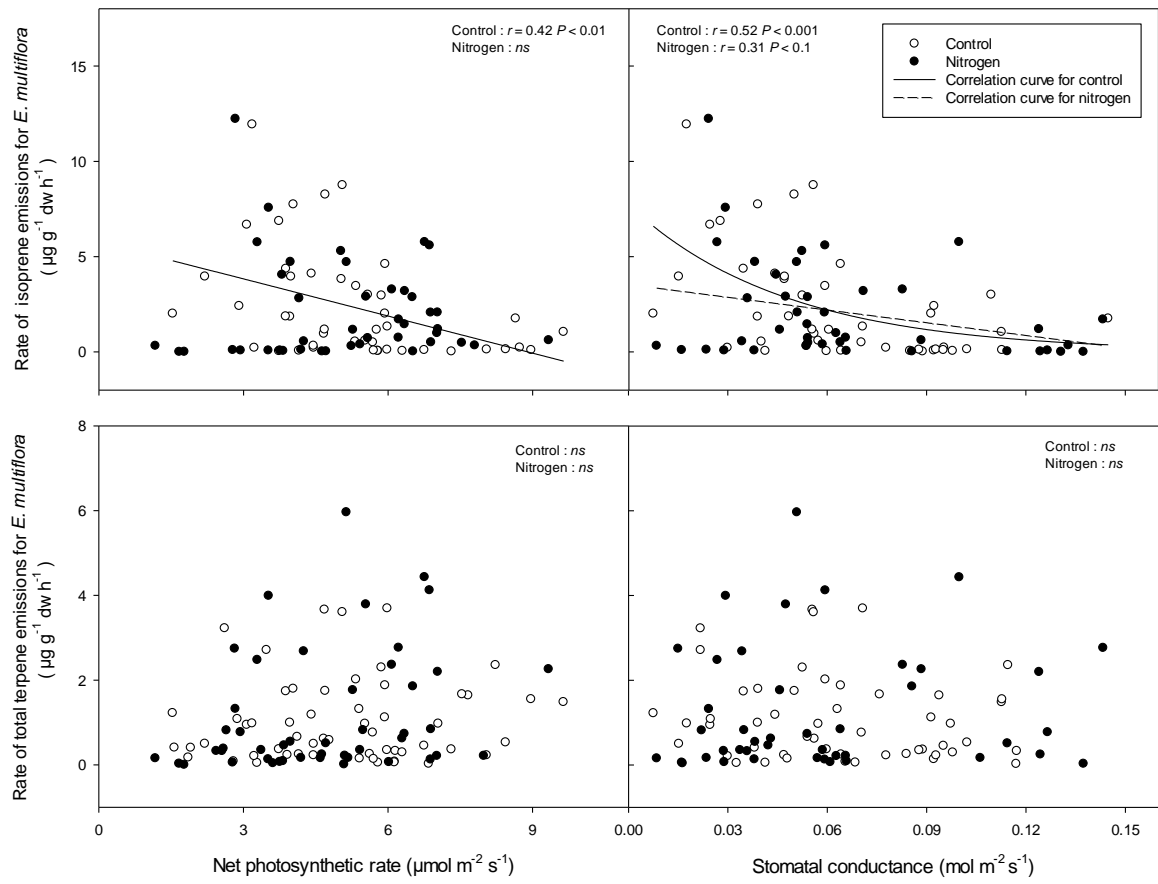 Control : r = 0.42 P < 0.01
Nitrogen : ns
Control : r = 0.52 P < 0.001
Nitrogen : r = 0.31 P < 0.1
Control
Nitrogen
Correlation curve for control
Correlation curve for nitrogen
Rate of isoprene emissions for E. multiflora
( µg g⁻¹ dw h⁻¹ )
15
10
5
0
Control : ns
Nitrogen : ns
Control : ns
Nitrogen : ns
Rate of total terpene emissions for E. multiflora
( µg g⁻¹ dw h⁻¹ )
8
6
4
2
0
0 3 6 9 0.00 0.03 0.06 0.09 0.12 0.15
Net photosynthetic rate (µmol m⁻² s⁻¹)
Stomatal conductance (mol m⁻² s⁻¹)